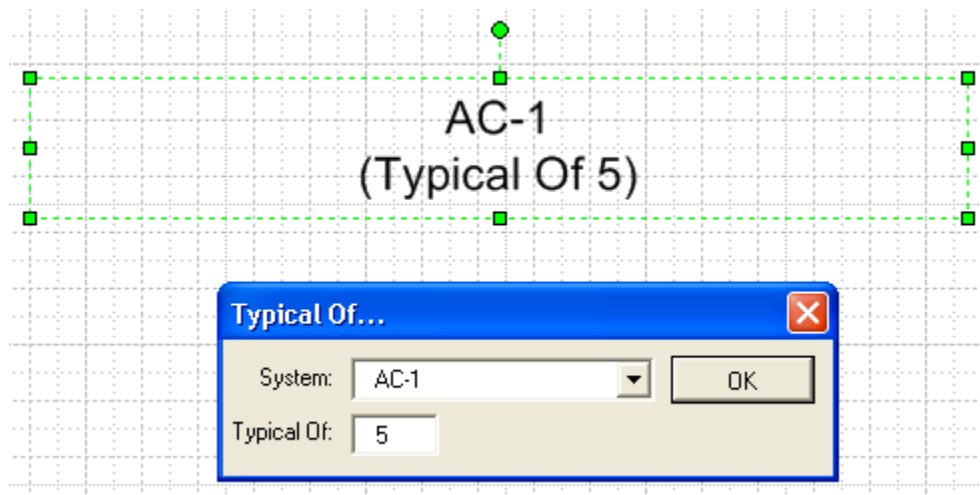 AC-1
(Typical Of 5)
Typical Of...
System: AC-1 OK
Typical Of: 5